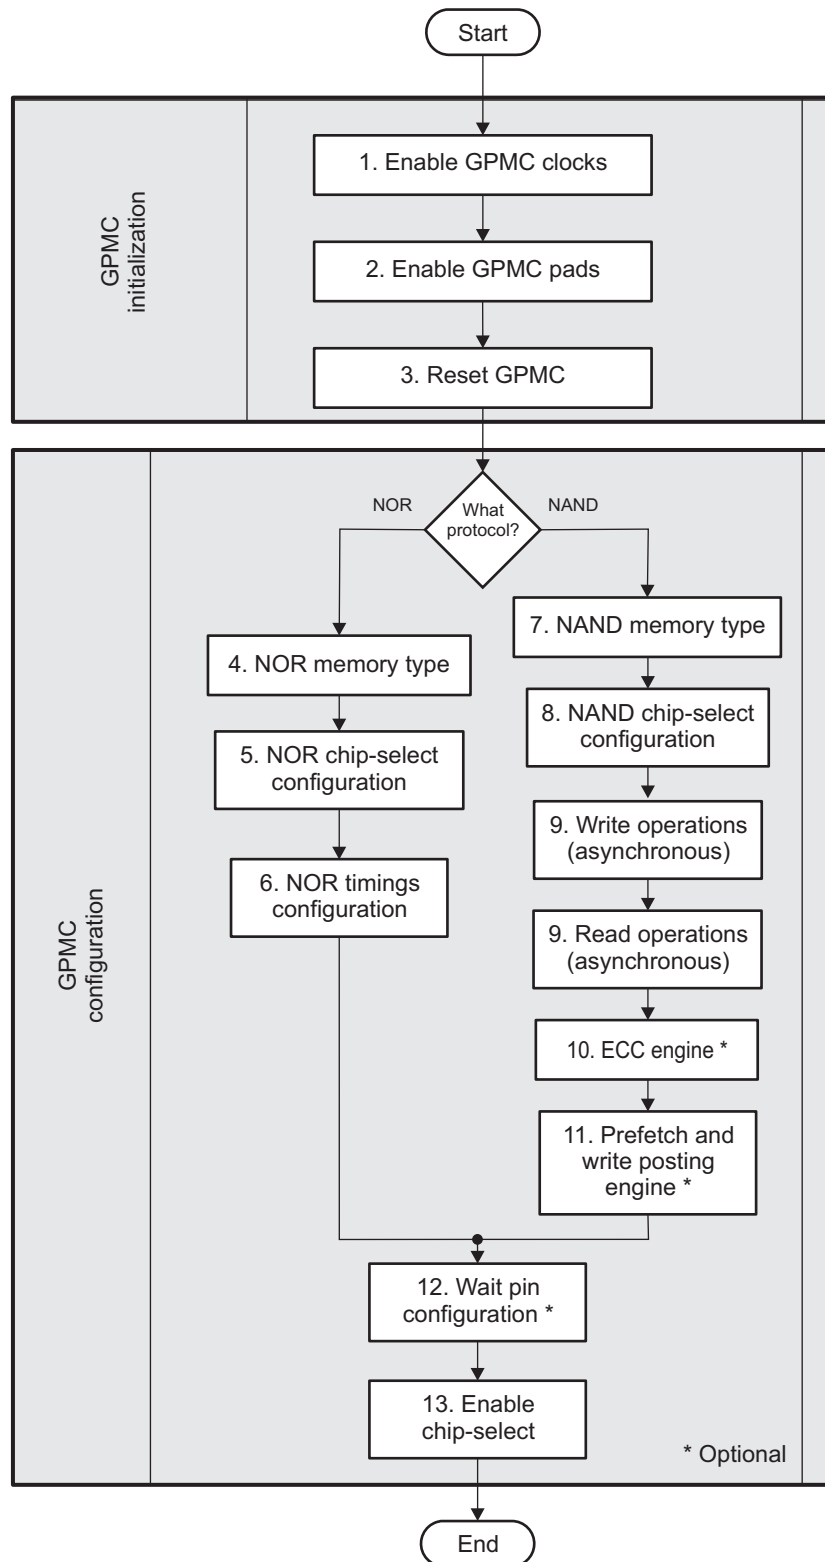 Start
GPMC
initialization
1. Enable GPMC clocks
2. Enable GPMC pads
3. Reset GPMC
GPMC
configuration
What
protocol?
NOR
NAND
4. NOR memory type
5. NOR chip-select
configuration
6. NOR timings
configuration
7. NAND memory type
8. NAND chip-select
configuration
9. Write operations
(asynchronous)
9. Read operations
(asynchronous)
10. ECC engine *
11. Prefetch and
write posting
engine *
12. Wait pin
configuration *
13. Enable
chip-select
* Optional
End